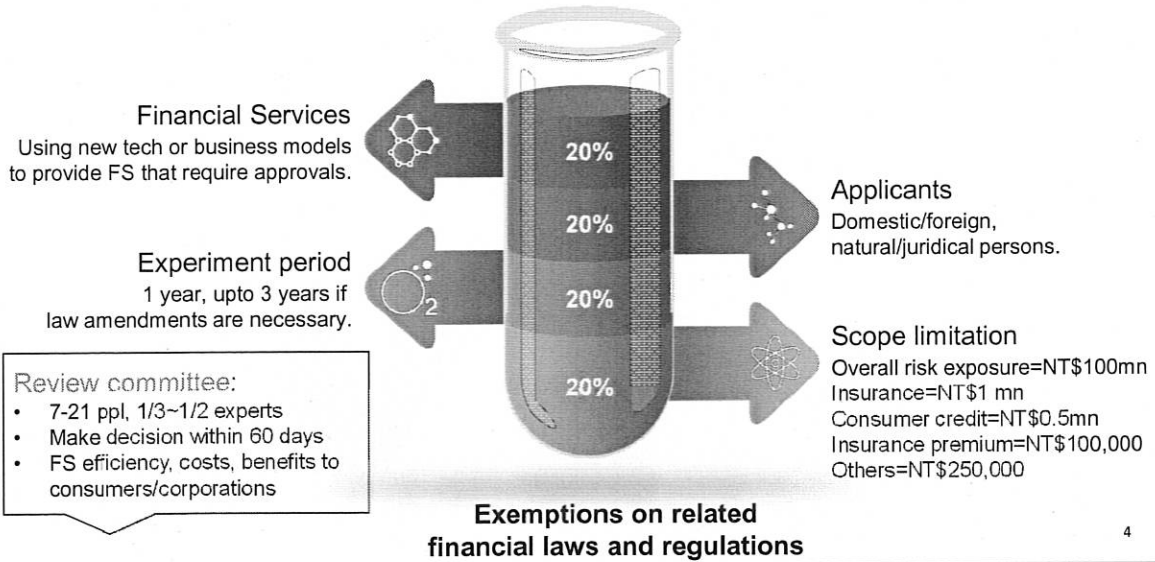 Financial Services
Using new tech or business models
to provide FS that require approvals.
20%
Applicants
Domestic/foreign,
natural/juridical persons.
20%
Experiment period
1 year, upto 3 years if
law amendments are necessary.
2
20%
Scope limitation
Overall risk exposure=NT$100mn
Insurance=NT$1 mn
Consumer credit=NT$0.5mn
Insurance premium=NT$100,000
Others=NT$250,000
20%
Review committee:
• 7-21 ppl, 1/3~1/2 experts
• Make decision within 60 days
• FS efficiency, costs, benefits to
consumers/corporations
Exemptions on related
financial laws and regulations
4